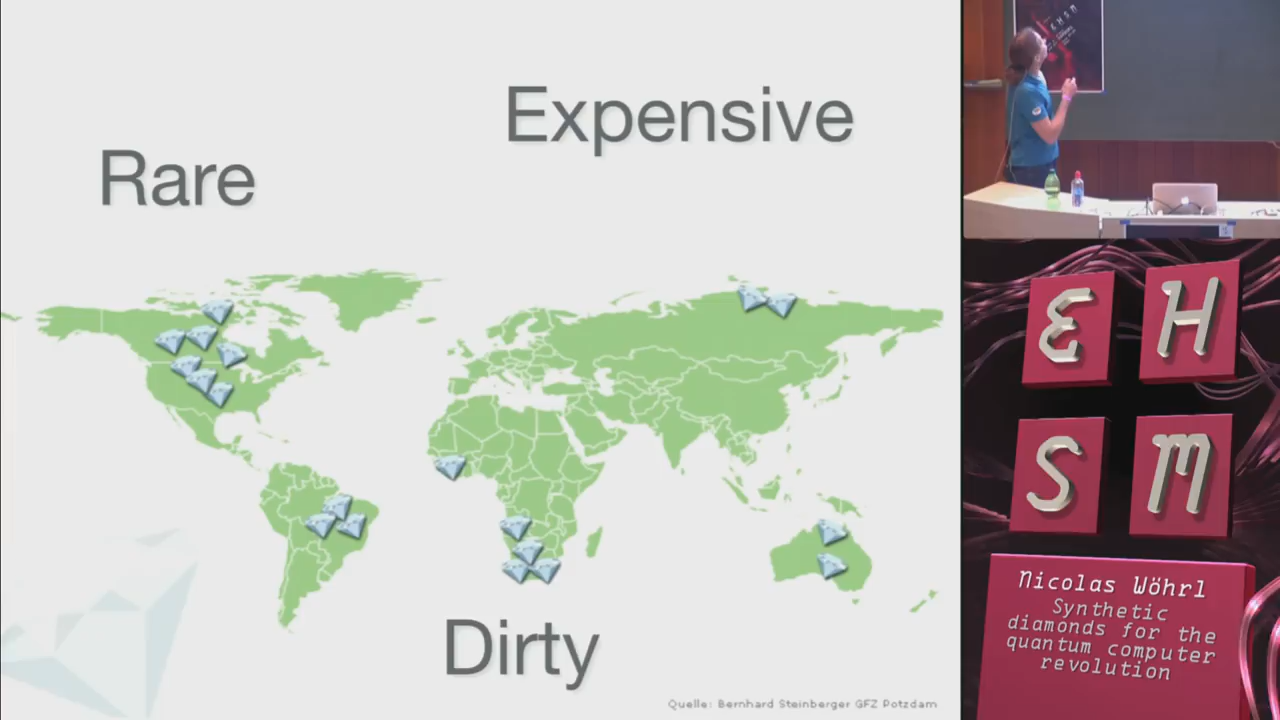 Expensive
Rare
Dirty
Quelle: Bernhard Steinberger GFZ Potzdam
E H
S M
Nicolas Wöhrl
Synthetic
diamonds for the
quantum computer
revolution